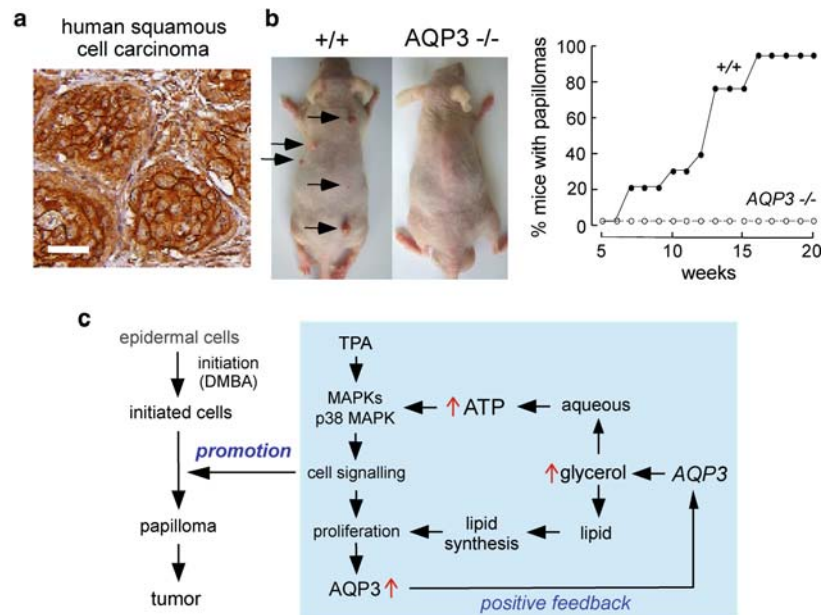 a
human squamous
cell carcinoma
b
+/+
AQP3 -/-
% mice with papillomas
100
80
60
40
20
0
+/+
AQP3 -/-
5
10
15
20
weeks
c
epidermal cells
initiation
(DMBA)
initiated cells
promotion
papilloma
tumor
TPA
MAPKs
p38 MAPK
↑ ATP
aqueous
cell signalling
↑ glycerol
AQP3
proliferation
lipid
synthesis
lipid
AQP3 ↑
positive feedback